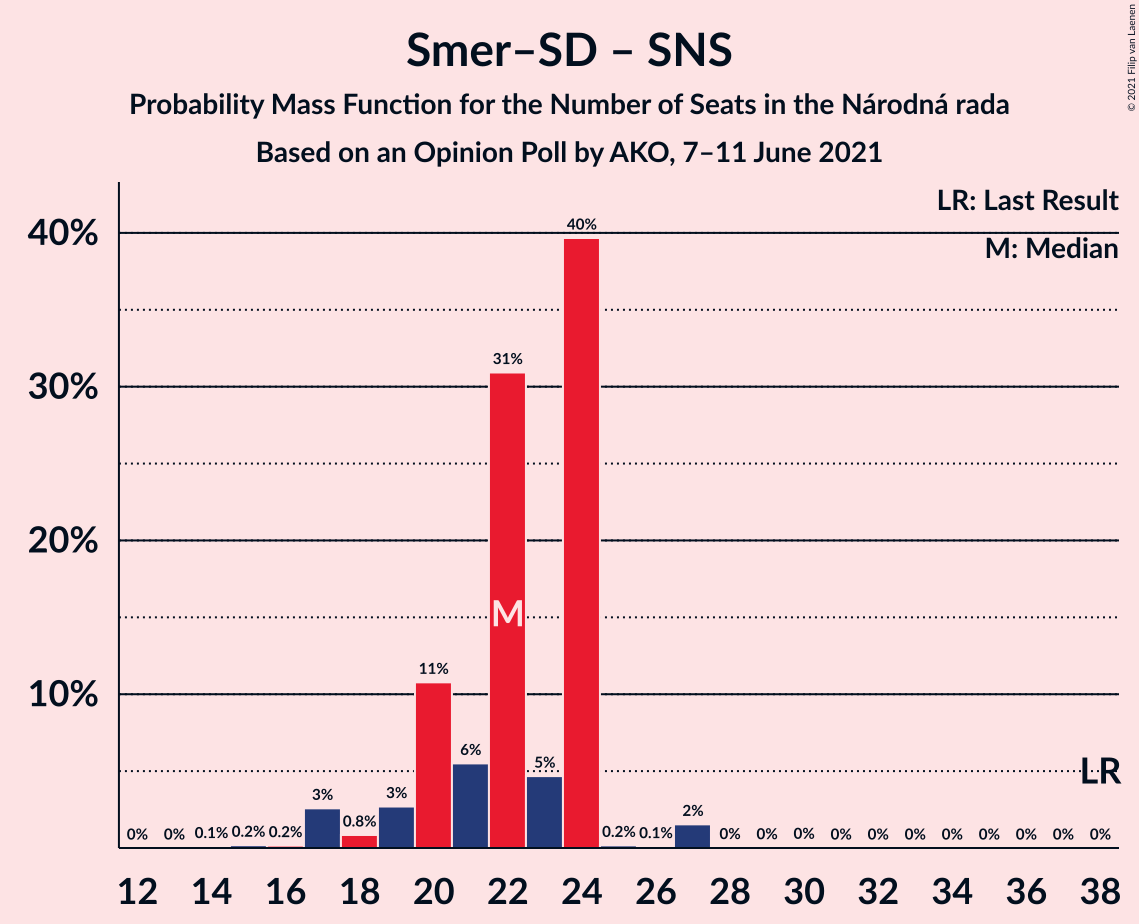 Smer–SD – SNS
Probability Mass Function for the Number of Seats in the Národná rada
Based on an Opinion Poll by AKO, 7–11 June 2021
© 2021 Filip van Laenen
LR: Last Result
M: Median
40%
30%
20%
10%
0% 0% 0.1% 0.2% 0.2% 3% 0.8% 3% 11% 6% 31% 5% 40% 0.2% 0.1% 2% 0% 0% 0% 0% 0% 0% 0% 0% 0% 0% 0%
M
LR
12 14 16 18 20 22 24 26 28 30 32 34 36 38